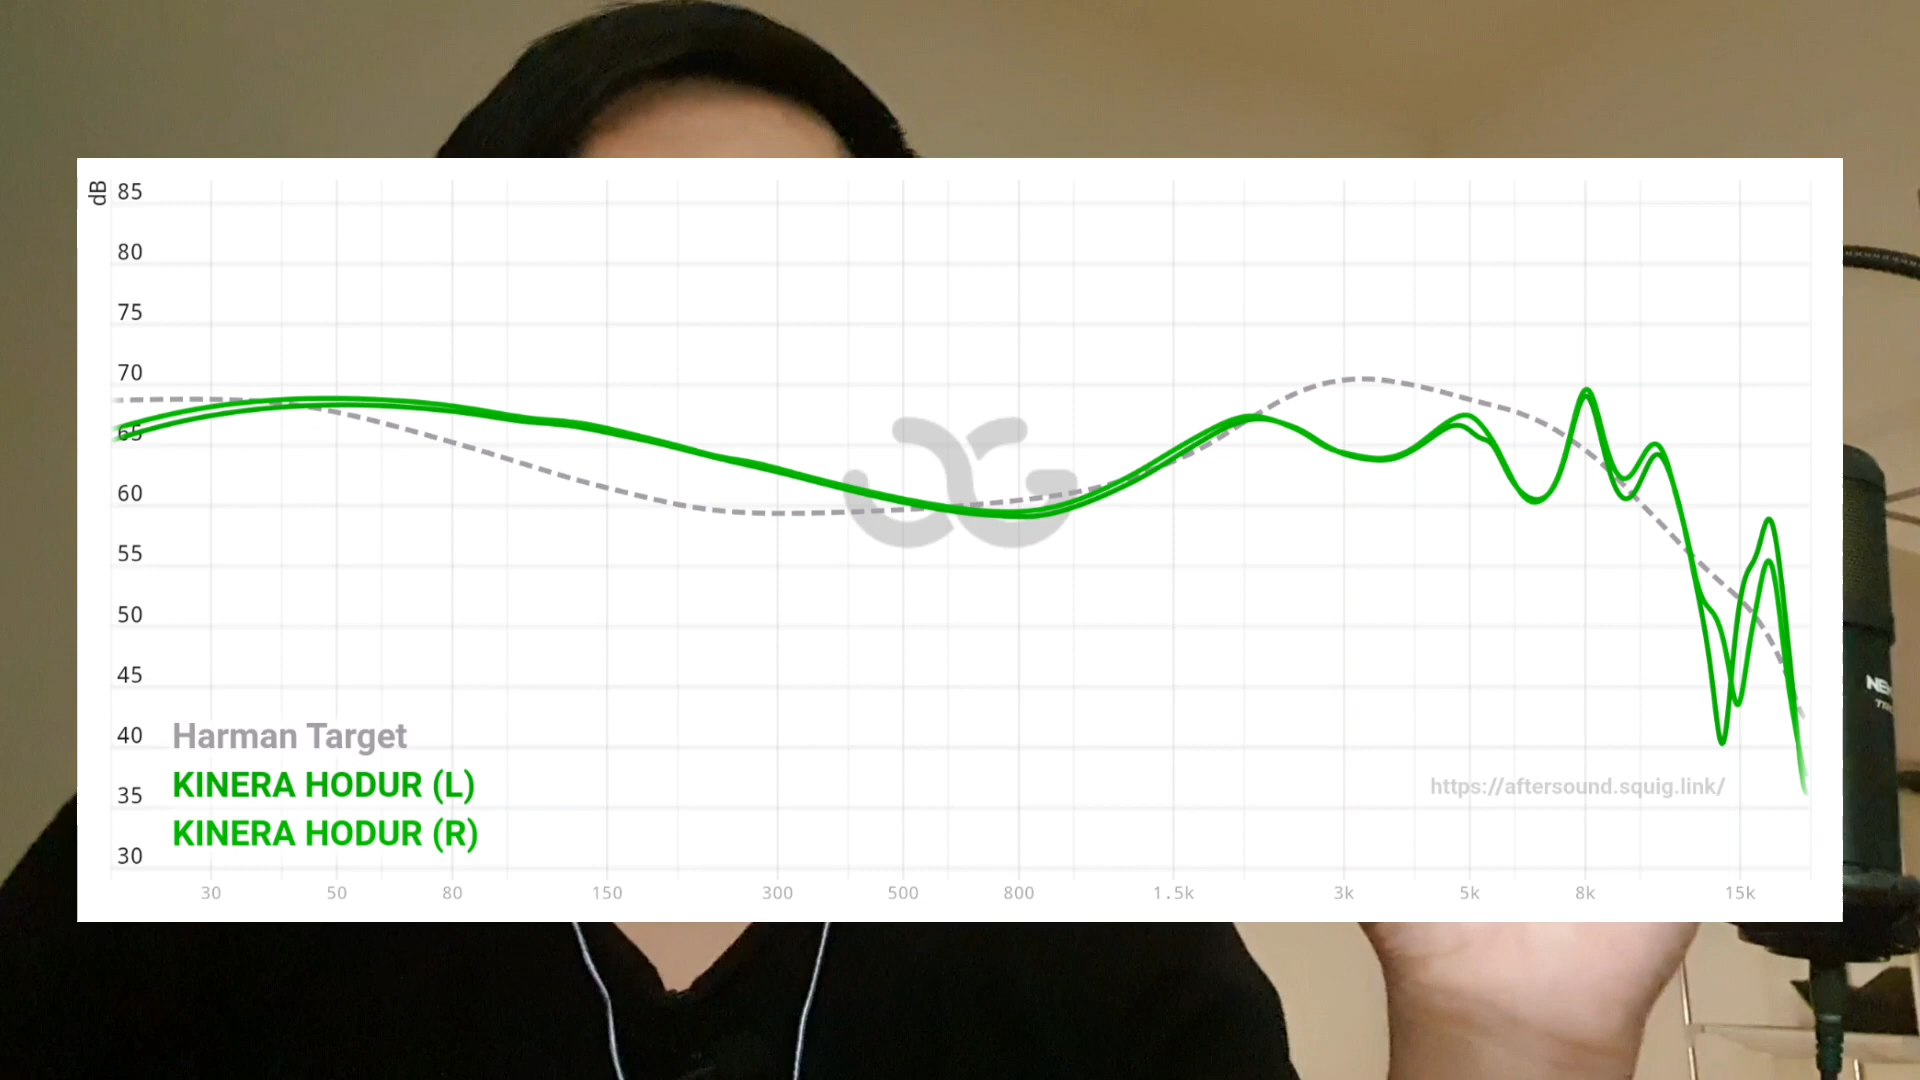 dB
85
80
75
70
65
60
55
50
45
40
35
30
Harman Target
KINERA HODUR (L)
KINERA HODUR (R)
https://aftersound.squig.link/
30 50 80 150 300 500 800 1.5k 3k 5k 8k 15k